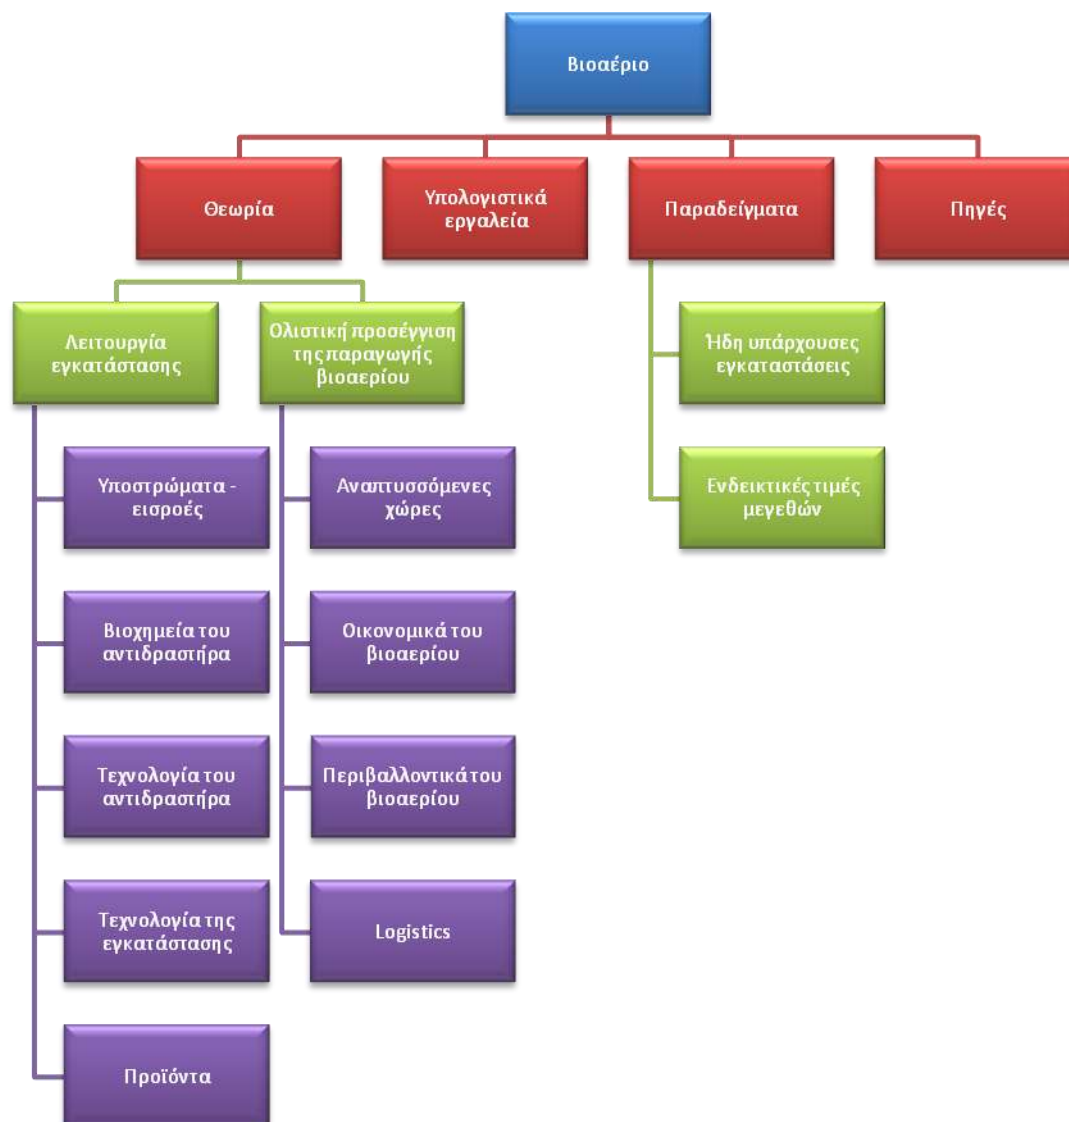 Βιοαέριο
Θεωρία
Υπολογιστικά
εργαλεία
Παραδείγματα
Πηγές
Λειτουργία
εγκατάστασης
Ολιστική προσέγγιση
της παραγωγής
βιοαερίου
Ήδη υπάρχουσες
εγκαταστάσεις
Υποστρώματα -
εισροές
Αναπτυσσόμενες
χώρες
Ενδεικτικές τιμές
μεγεθών
Βιοχημεία του
αντιδραστήρα
Οικονομικά του
βιοαερίου
Τεχνολογία του
αντιδραστήρα
Περιβαλλοντικά του
βιοαερίου
Τεχνολογία της
εγκατάστασης
Logistics
Προϊόντα